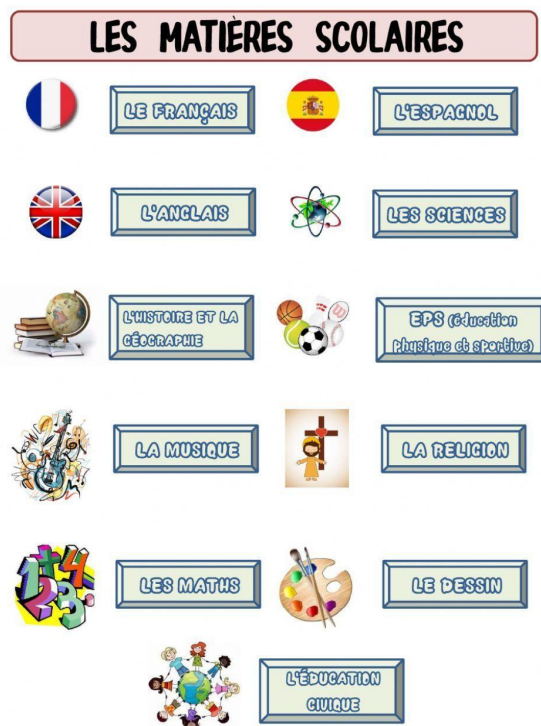 LES MATIÈRES SCOLAIRES
LE FRANÇAIS
L'ESPAGNOL
L'ANGLAIS
LES SCIENCES
L'HISTOIRE ET LA
GÉOGRAPHIE
EPS (éducation
physique et sportive)
LA MUSIQUE
LA RELIGION
LES MATHS
LE DESSIN
L'ÉDUCATION
CIVIQUE